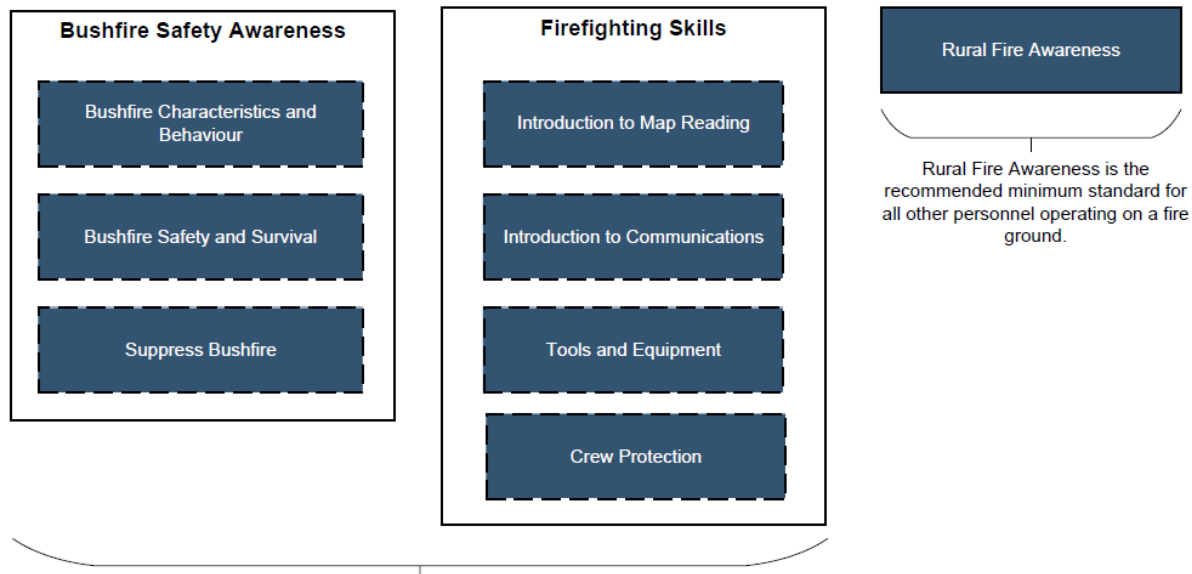 Bushfire Safety Awareness
Bushfire Characteristics and
Behaviour
Bushfire Safety and Survival
Suppress Bushfire
Firefighting Skills
Introduction to Map Reading
Introduction to Communications
Tools and Equipment
Crew Protection
Rural Fire Awareness
Rural Fire Awareness is the
recommended minimum standard for
all other personnel operating on a fire
ground.